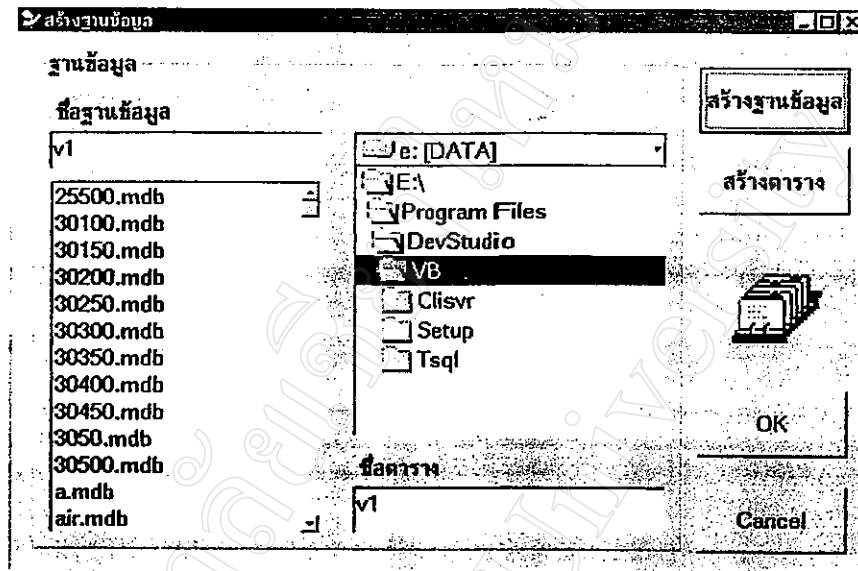 สร้างฐานข้อมูล
ฐานข้อมูล
ชื่อฐานข้อมูล
v1
25500.mdb
30100.mdb
30150.mdb
30200.mdb
30250.mdb
30300.mdb
30350.mdb
30400.mdb
30450.mdb
3050.mdb
30500.mdb
a.mdb
air.mdb
e: [DATA]
E:\
Program Files
DevStudio
VB
Clisvr
Setup
Tsql
ชื่อตาราง
v1
สร้างฐานข้อมูล
สร้างตาราง
OK
Cancel
University